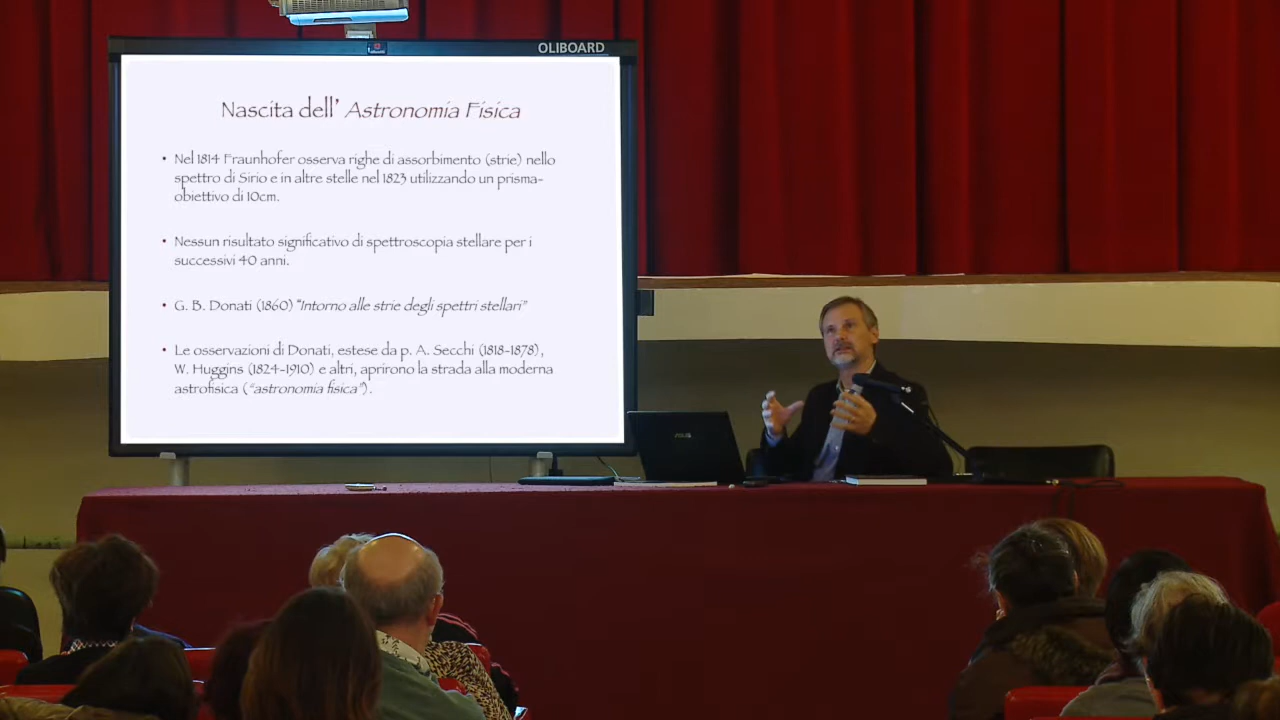 OLIBOARD
Nascita dell' Astronomia Fisica
• Nel 1814 Fraunhofer osserva righe di assorbimento (strie) nello
spettro di Sirio e in altre stelle nel 1823 utilizzando un prisma-
obiettivo di 10cm.
• Nessun risultato significativo di spettroscopia stellare per i
successivi 40 anni.
• G. B. Donati (1860) "Intorno alle strie degli spettri stellari"
• Le osservazioni di Donati, estese da p. A. Secchi (1818-1878),
W. Huggins (1824-1910) e altri, aprirono la strada alla moderna
astrofisica ("astronomia fisica").
ASUS